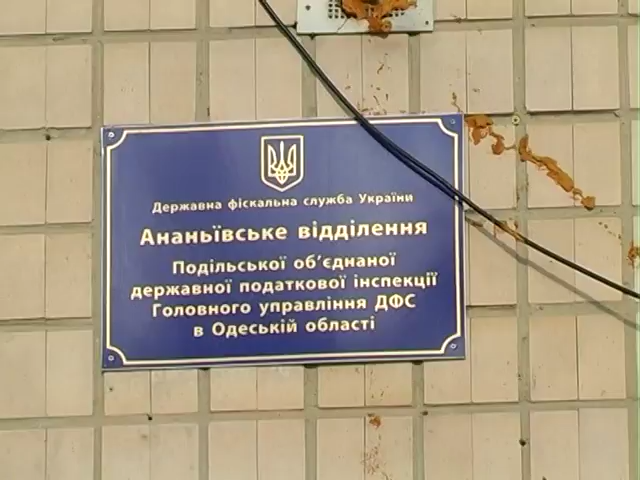 Державна фіскальна служба України
Ананьївське відділення
Подільської об'єднаної
державної податкової інспекції
Головного управління ДФС
в Одеській області